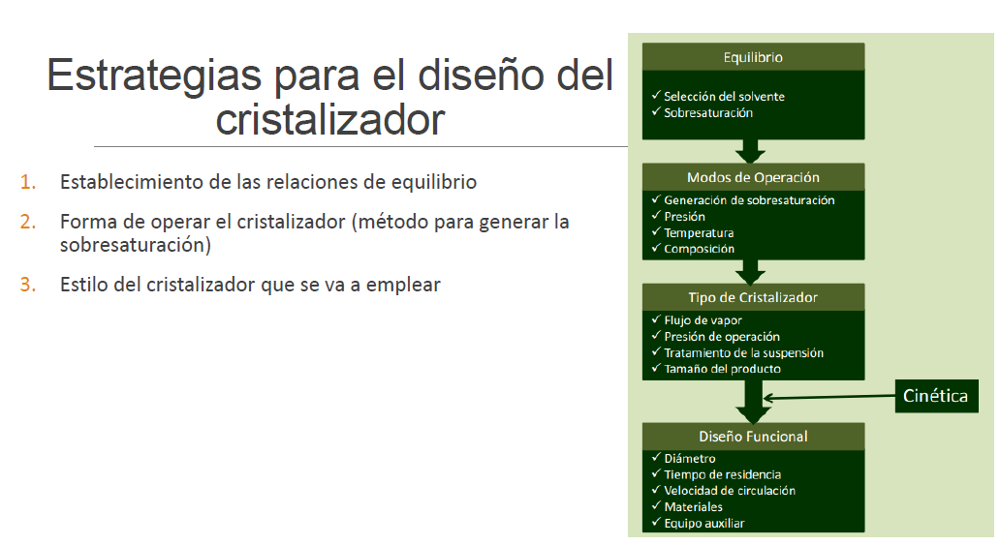 Estrategias para el diseño del
cristalizador
1. Establecimiento de las relaciones de equilibrio
2. Forma de operar el cristalizador (método para generar la
sobresaturación)
3. Estilo del cristalizador que se va a emplear
Equilibrio
✓ Selección del solvente
✓ Sobresaturación
Modos de Operación
✓ Generación de sobresaturación
✓ Presión
✓ Temperatura
✓ Composición
Tipo de Cristalizador
✓ Flujo de vapor
✓ Presión de operación
✓ Tratamiento de la suspensión
✓ Tamaño del producto
Cinética
Diseño Funcional
✓ Diámetro
✓ Tiempo de residencia
✓ Velocidad de circulación
✓ Materiales
✓ Equipo auxiliar